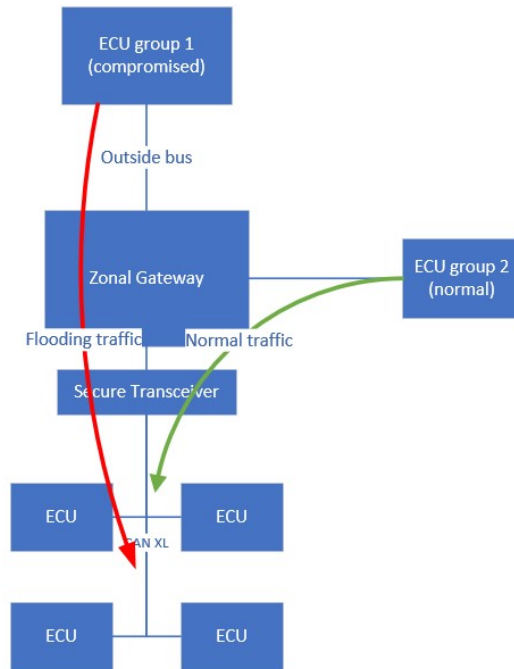 ECU group 1
(compromised)
Outside bus
Zonal Gateway
ECU group 2
(normal)
Flooding traffic
Normal traffic
Secure Transceiver
ECU
ECU
CAN XL
ECU
ECU